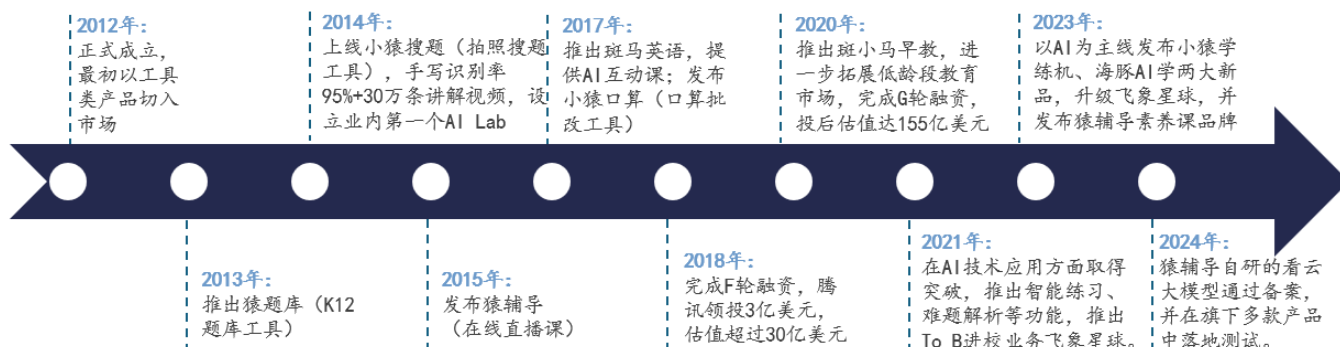 2012年:
正式成立，
最初以工具
类产品切入
市场
2014年:
上线小猿搜题（拍照搜题
工具），手写识别率
95%+30万条讲解视频，设
立业内第一个AI Lab
2017年:
推出斑马英语，提
供AI互动课；发布
小猿口算（口算批
改工具）
2020年:
推出斑小马早教，进
一步拓展低龄段教育
市场，完成G轮融资，
投后估值达155亿美元
2023年:
以AI为主线发布小猿学
练机、海豚AI学两大新
品，升级飞象星球，并
发布猿辅导素养课品牌
2013年:
推出猿题库（K12
题库工具）
2015年:
发布猿辅导
（在线直播课）
2018年:
完成F轮融资，腾
讯领投3亿美元，
估值超过30亿美元
2021年:
在AI技术应用方面取得
突破，推出智能练习、
难题解析等功能，推出
To B进校业务飞象星球。
2024年:
猿辅导自研的看云
大模型通过备案，
并在旗下多款产品
中落地测试。